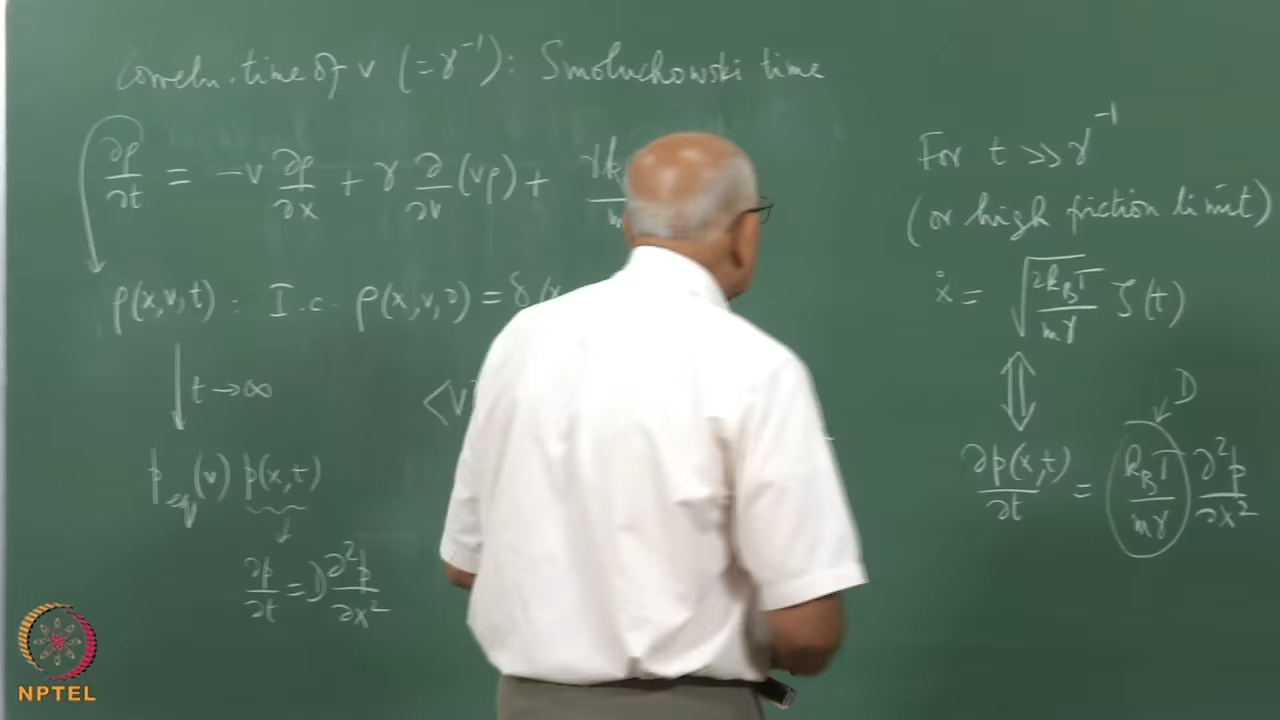 Correln. time of v (= γ⁻¹): Smoluchowski time
∂ρ/∂t = -v ∂ρ/∂x + γ ∂/∂v (vρ) + γk
m
ρ(x,v,t) : I.c. ρ(x,v,0) = δ(x
t → ∞
<v
p_eq(v) p(x,t)
∂p/∂t = D ∂²p/∂x²
For t >> γ⁻¹
(or high friction limit)
ẋ = √(2k_BT/mγ) ζ(t)
D
∂p(x,t)/∂t = k_BT/mγ ∂²p/∂x²
NPTEL